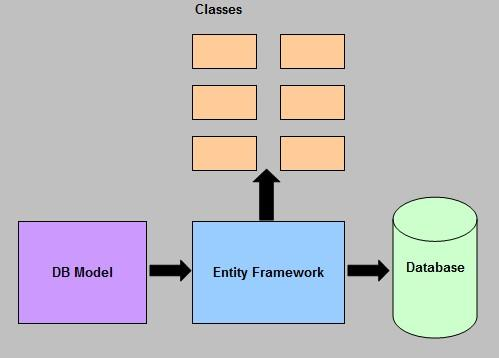 Classes
DB Model
Entity Framework
Database